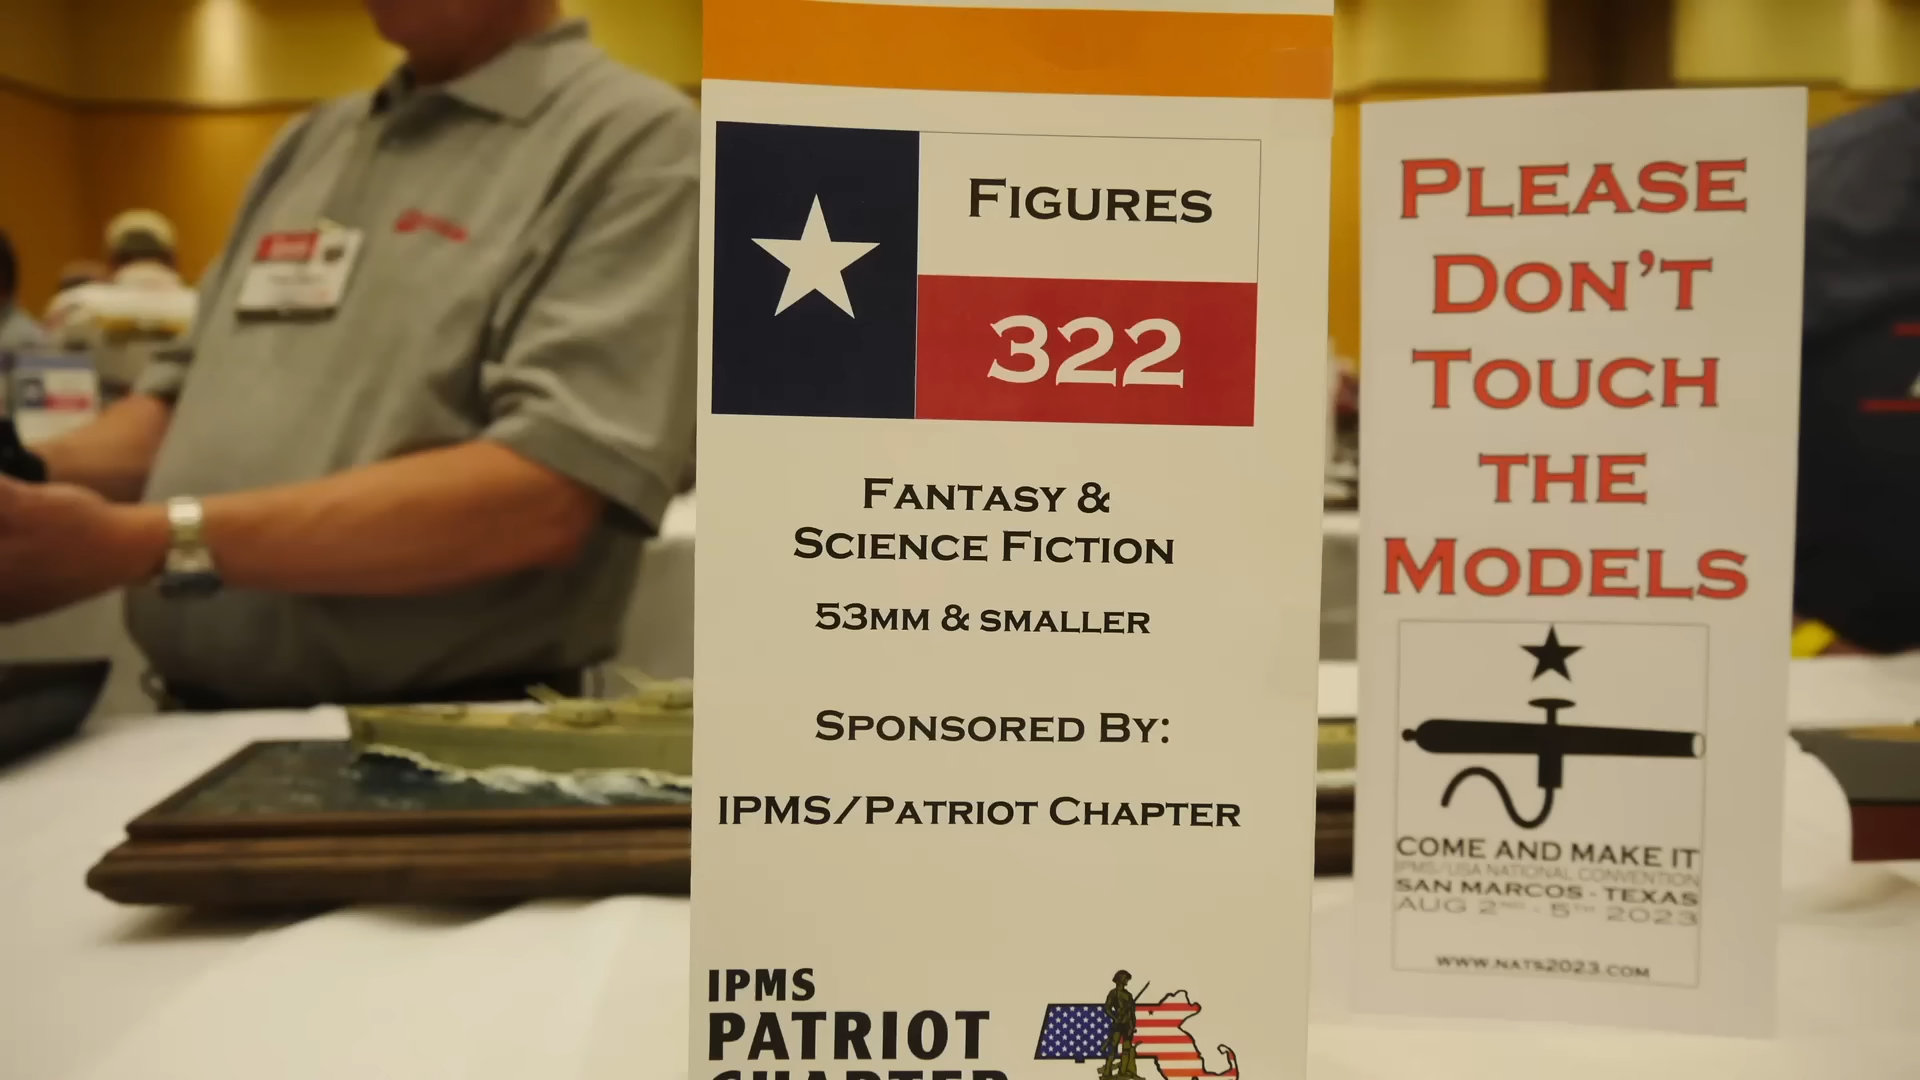 FIGURES
322
FANTASY &
SCIENCE FICTION
53MM & SMALLER
SPONSORED BY:
IPMS/PATRIOT CHAPTER
IPMS
PATRIOT
CHAPTER
PLEASE
DON'T
TOUCH
THE
MODELS
COME AND MAKE IT
IPMS/USA NATIONAL CONVENTION
SAN MARCOS - TEXAS
AUG 2ND - 5TH 2023
WWW.NATS2023.COM